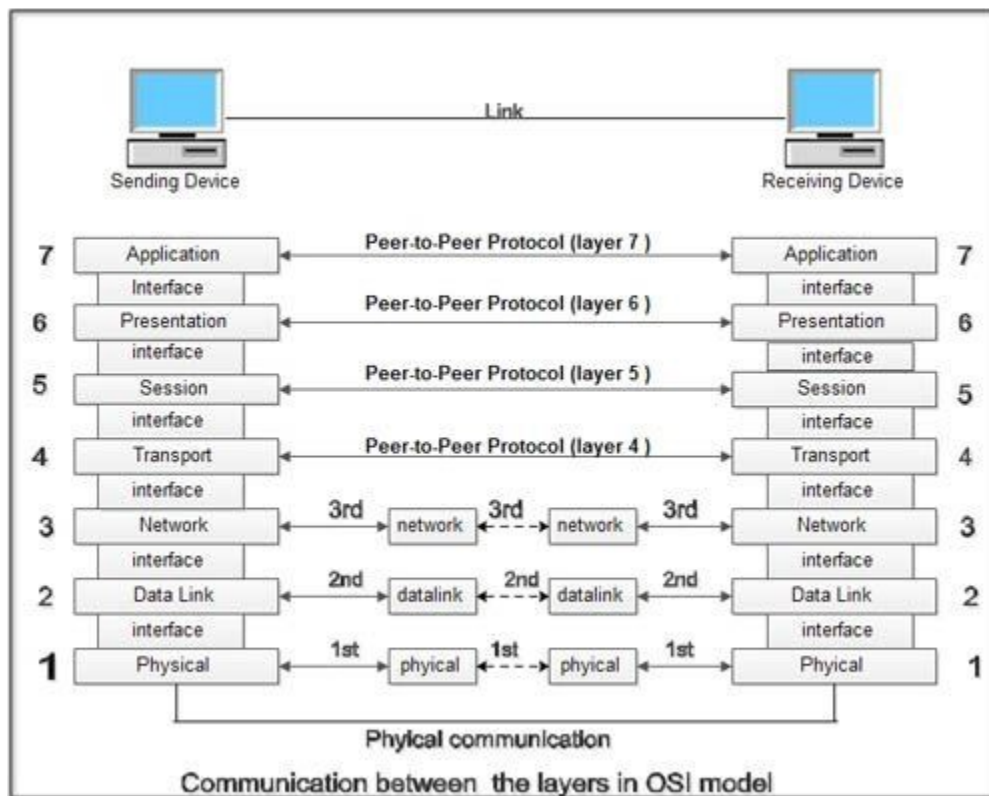 Link
Sending Device Receiving Device
7 Application Peer-to-Peer Protocol (layer 7 ) Application 7
Interface interface
6 Presentation Peer-to-Peer Protocol (layer 6 ) Presentation 6
interface interface
5 Session Peer-to-Peer Protocol (layer 5 ) Session 5
interface interface
4 Transport Peer-to-Peer Protocol (layer 4 ) Transport 4
interface interface
3 Network 3rd network 3rd network 3rd Network 3
interface interface
2 Data Link 2nd datalink 2nd datalink 2nd Data Link 2
interface interface
1 Physical 1st phyical 1st phyical 1st Phyical 1
Phyical communication
Communication between the layers in OSI model